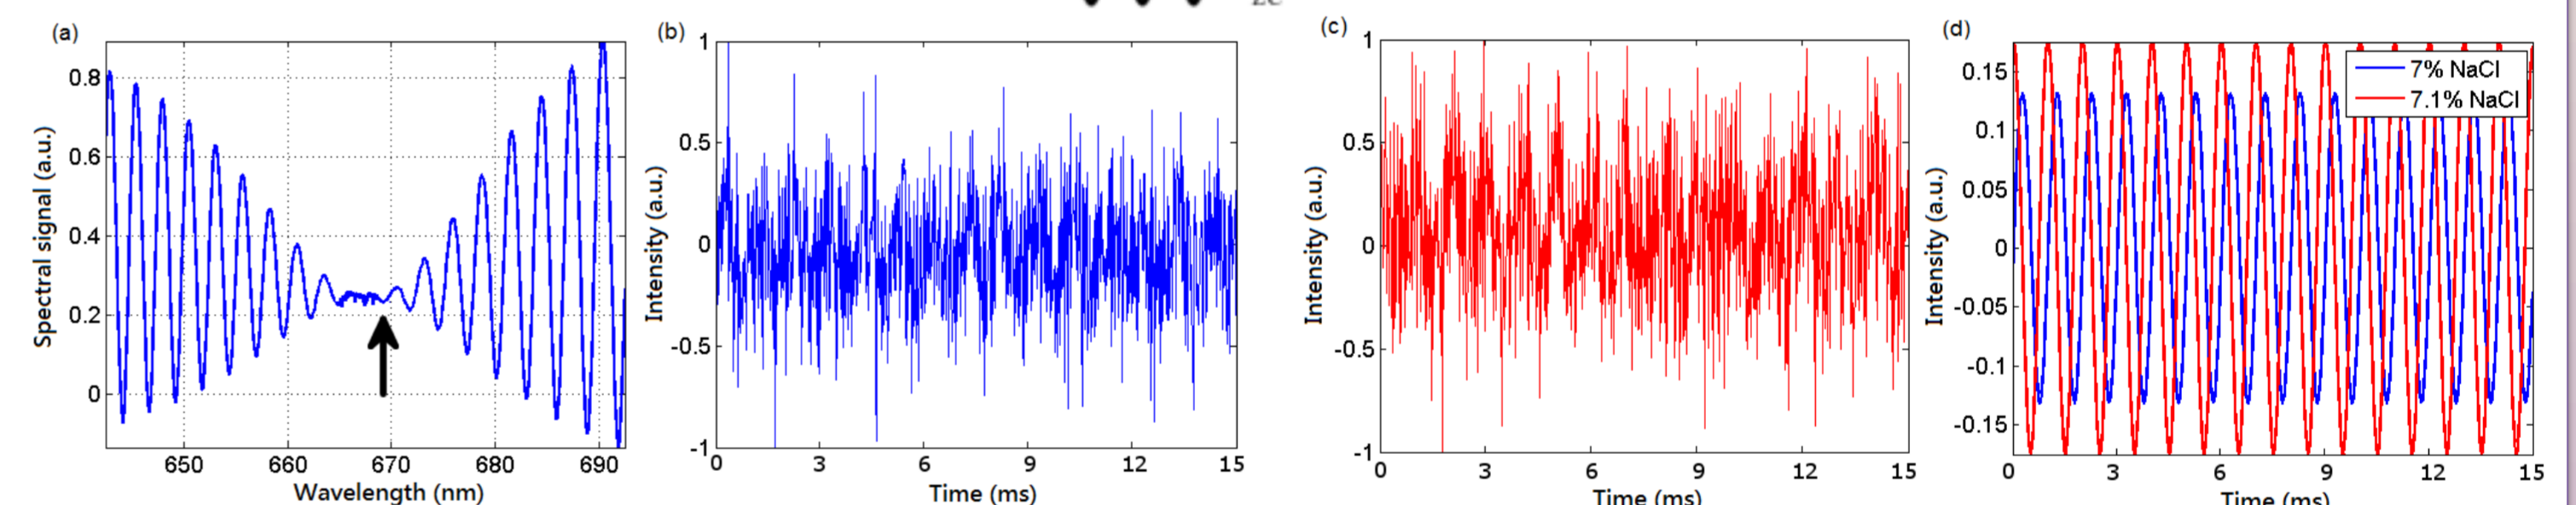 (a)
Spectral signal (a.u.)
0.8
0.6
0.4
0.2
0
650 660 670 680 690
Wavelength (nm)
(b)
Intensity (a.u.)
1
0.5
0
-0.5
-1
0 3 6 9 12 15
Time (ms)
(c)
Intensity (a.u.)
1
0.5
0
-0.5
-1
0 3 6 9 12 15
Time (ms)
(d)
Intensity (a.u.)
0.15
0.1
0.05
0
-0.05
-0.1
-0.15
7% NaCl
7.1% NaCl
0 3 6 9 12 15
Time (ms)